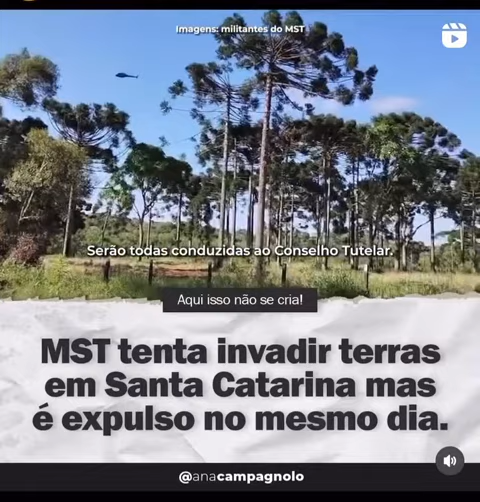 Imagens: militantes do MST
Serão todas conduzidas ao Conselho Tutelar.
Aqui isso não se cria!
MST tenta invadir terras
em Santa Catarina mas
é expulso no mesmo dia.
@anacampagnolo